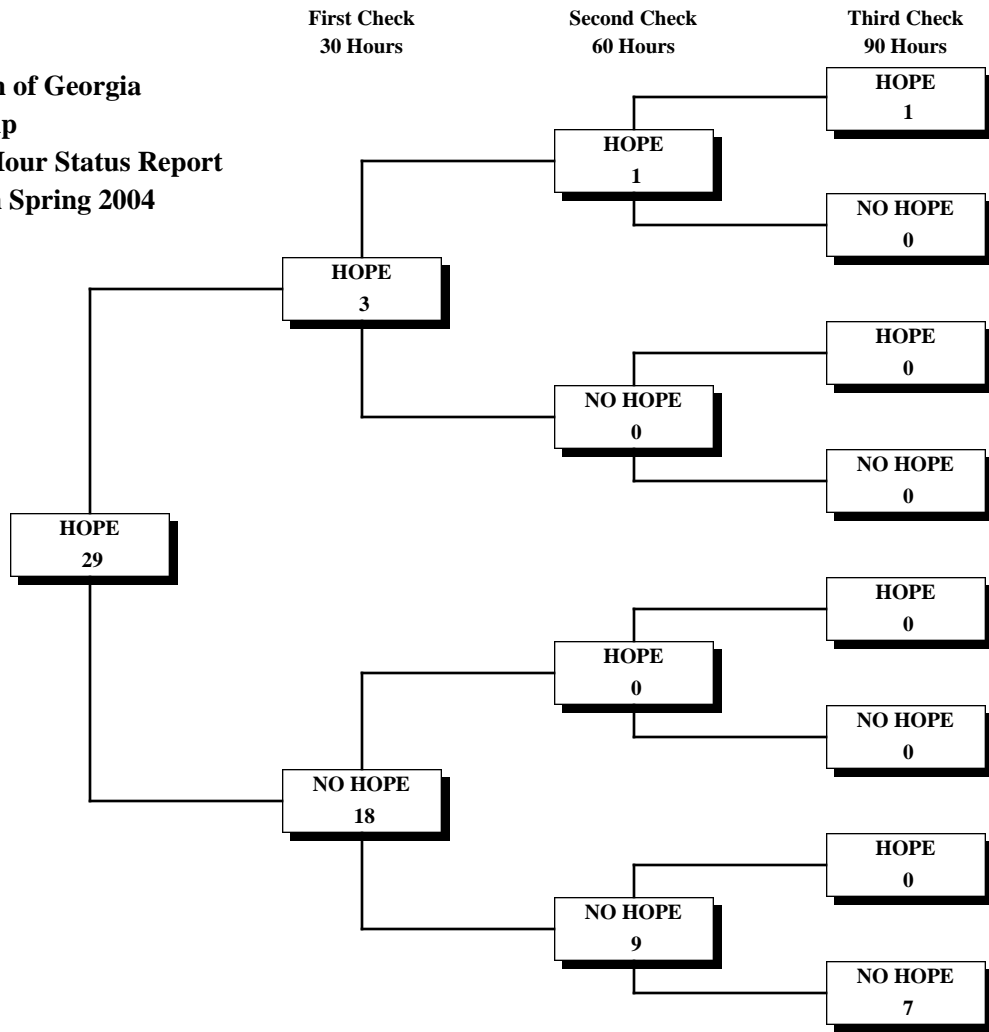 First Check
30 Hours
Second Check
60 Hours
Third Check
90 Hours
of Georgia
Hour Status Report
Spring 2004
HOPE
1
HOPE
1
NO HOPE
0
HOPE
3
HOPE
0
NO HOPE
0
NO HOPE
0
HOPE
29
HOPE
0
HOPE
0
NO HOPE
0
NO HOPE
18
HOPE
0
NO HOPE
9
NO HOPE
7